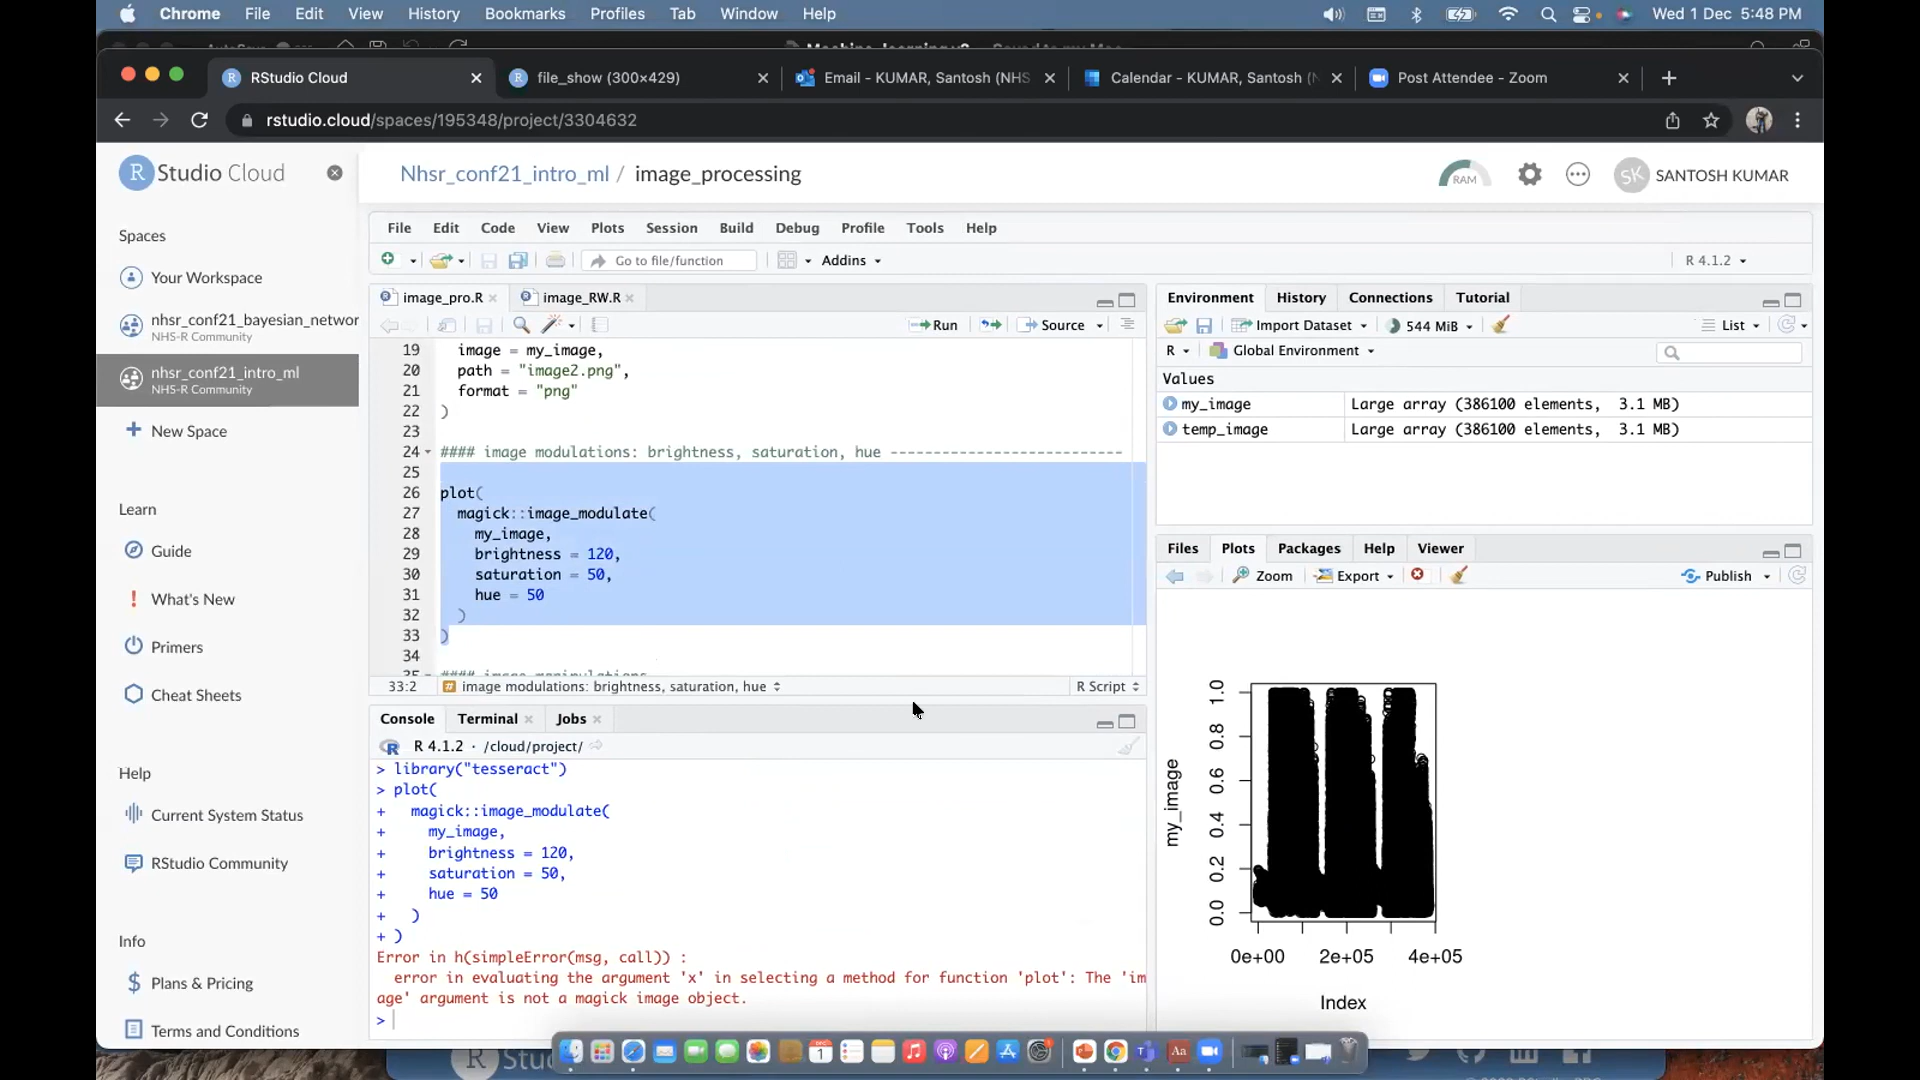 Chrome File Edit View History Bookmarks Profiles Tab Window Help Wed 1 Dec 5:48 PM
RStudio Cloud file_show (300×429) Email - KUMAR, Santosh (NHS Calendar - KUMAR, Santosh (N Post Attendee - Zoom
rstudio.cloud/spaces/195348/project/3304632
R Studio Cloud Nhsr_conf21_intro_ml / image_processing RAM SK SANTOSH KUMAR
Spaces
Your Workspace
nhsr_conf21_bayesian_networ
NHS-R Community
nhsr_conf21_intro_ml
NHS-R Community
New Space
Learn
Guide
What's New
Primers
Cheat Sheets
Help
Current System Status
RStudio Community
Info
Plans & Pricing
Terms and Conditions
File Edit Code View Plots Session Build Debug Profile Tools Help
Go to file/function Addins R 4.1.2
image_pro.R image_RW.R
Run Source
19 image = my_image,
20 path = "image2.png",
21 format = "png"
22 )
23
24 #### image modulations: brightness, saturation, hue ---------------------------
25
26 plot(
27 magick::image_modulate(
28 my_image,
29 brightness = 120,
30 saturation = 50,
31 hue = 50
32 )
33 )
34
35 #### image manipulations
33:2 image modulations: brightness, saturation, hue R Script
Console Terminal Jobs
R 4.1.2 · /cloud/project/
> library("tesseract")
> plot(
+ magick::image_modulate(
+ my_image,
+ brightness = 120,
+ saturation = 50,
+ hue = 50
+ )
+ )
Error in h(simpleError(msg, call)) :
error in evaluating the argument 'x' in selecting a method for function 'plot': The 'im
age' argument is not a magick image object.
>
Environment History Connections Tutorial
Import Dataset 544 MiB List
R Global Environment
Values
my_image Large array (386100 elements, 3.1 MB)
temp_image Large array (386100 elements, 3.1 MB)
Files Plots Packages Help Viewer
Zoom Export Publish
my_image
1.0
0.8
0.6
0.4
0.2
0.0
0e+00 2e+05 4e+05
Index